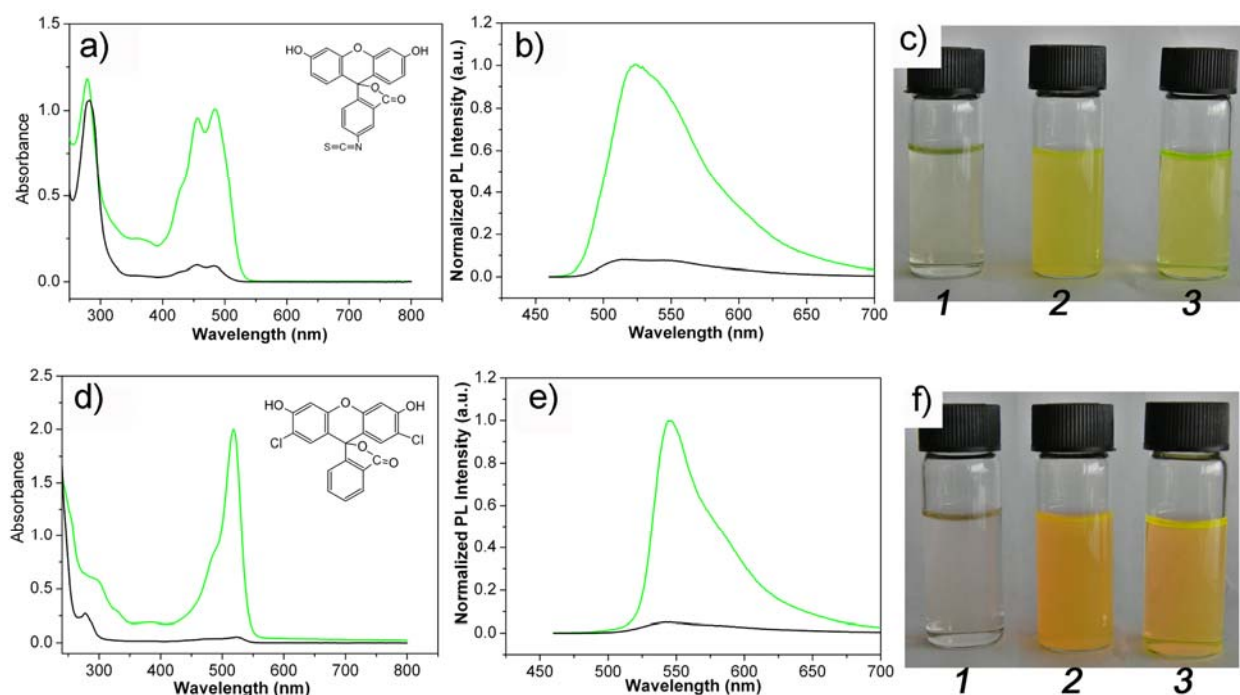 a)
HO
O
OH
O
C=O
S=C=N
Absorbance
1.5
1.0
0.5
0.0
300 400 500 600 700 800
Wavelength (nm)
b)
Normalized PL Intensity (a.u.)
1.2
1.0
0.8
0.6
0.4
0.2
0.0
450 500 550 600 650 700
Wavelength (nm)
c)
1 2 3
d)
HO
O
OH
Cl
Cl
O
C=O
Absorbance
2.5
2.0
1.5
1.0
0.5
0.0
300 400 500 600 700 800
Wavelength (nm)
e)
Normalized PL Intensity (a.u.)
1.2
1.0
0.8
0.6
0.4
0.2
0.0
450 500 550 600 650 700
Wavelength (nm)
f)
1 2 3